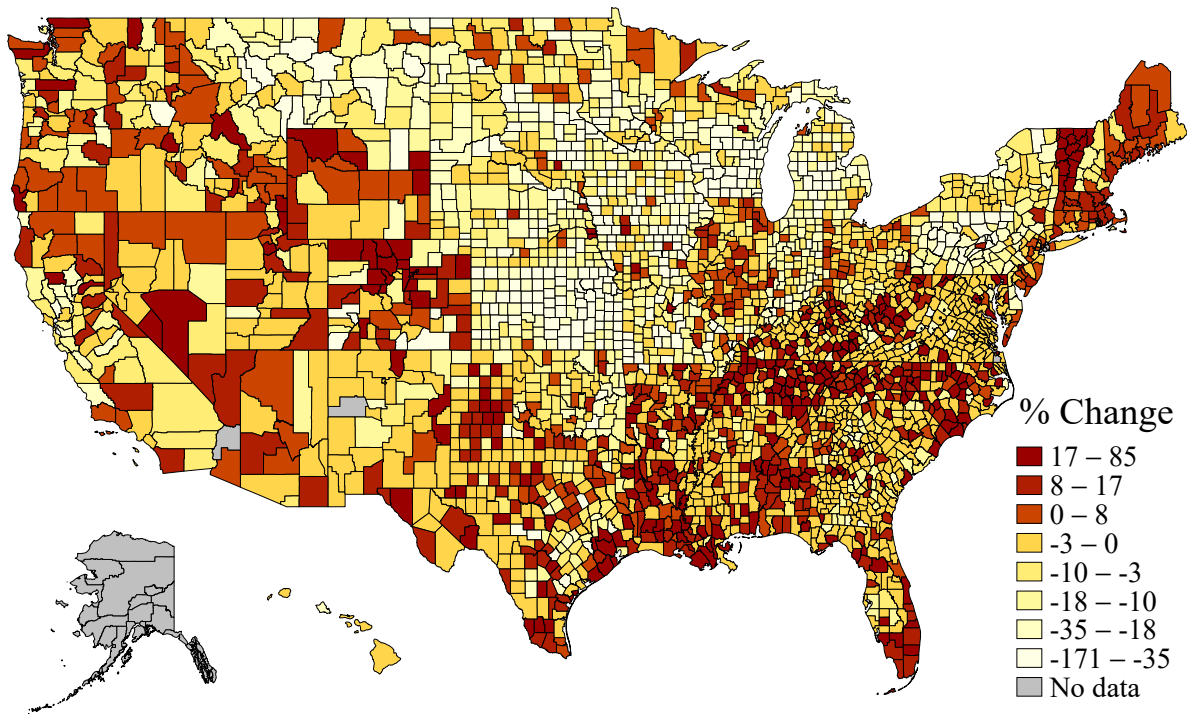 % Change
17 – 85
8 – 17
0 – 8
-3 – 0
-10 – -3
-18 – -10
-35 – -18
-171 – -35
No data